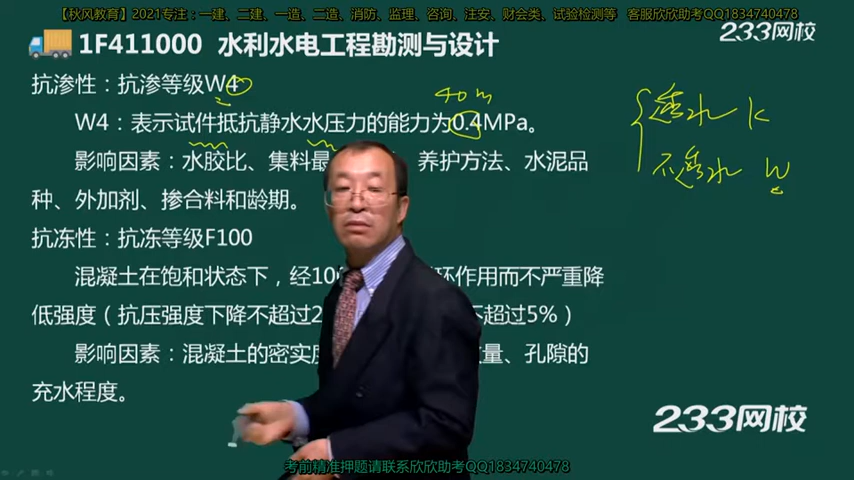 【秋风教育】2021专注：一建、二建、一造、二造、消防、监理、咨询、注安、财会类、试验检测等 客服欣欣助考QQ1834740478
233网校
1F411000 水利水电工程勘测与设计
抗渗性：抗渗等级W4
40m
W4：表示试件抵抗静水水压力的能力为0.4MPa。
透水 K
不透水 W
影响因素：水胶比、集料最 养护方法、水泥品
种、外加剂、掺合料和龄期。
抗冻性：抗冻等级F100
混凝土在饱和状态下，经10 环作用而不严重降
低强度（抗压强度下降不超过2 不超过5%）
影响因素：混凝土的密实 量、孔隙的
充水程度。
233网校
考前精准押题请联系欣欣助考QQ1834740478